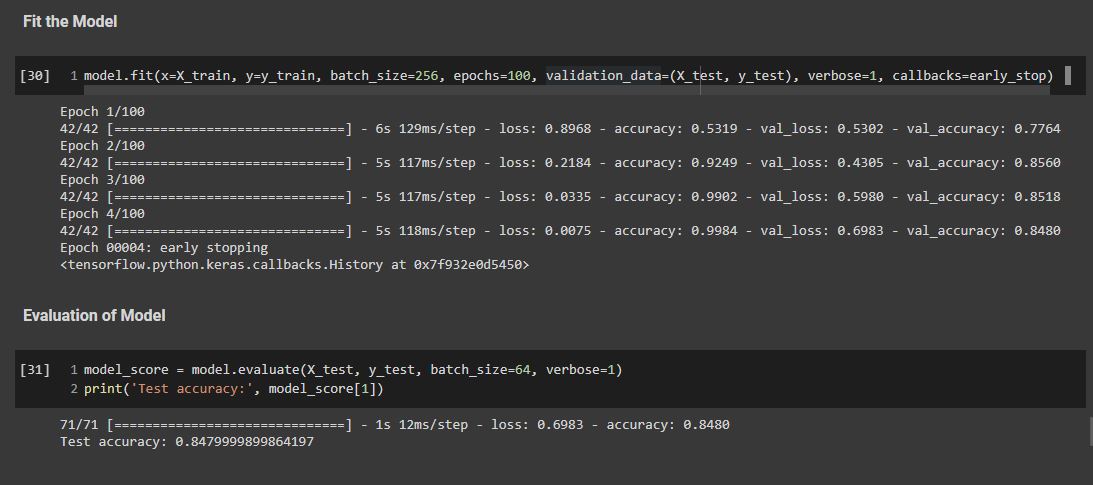 Fit the Model
[30] 1 model.fit(x=X_train, y=y_train, batch_size=256, epochs=100, validation_data=(X_test, y_test), verbose=1, callbacks=early_stop)
Epoch 1/100
42/42 [==============================] - 6s 129ms/step - loss: 0.8968 - accuracy: 0.5319 - val_loss: 0.5302 - val_accuracy: 0.7764
Epoch 2/100
42/42 [==============================] - 5s 117ms/step - loss: 0.2184 - accuracy: 0.9249 - val_loss: 0.4305 - val_accuracy: 0.8560
Epoch 3/100
42/42 [==============================] - 5s 117ms/step - loss: 0.0335 - accuracy: 0.9902 - val_loss: 0.5980 - val_accuracy: 0.8518
Epoch 4/100
42/42 [==============================] - 5s 118ms/step - loss: 0.0075 - accuracy: 0.9984 - val_loss: 0.6983 - val_accuracy: 0.8480
Epoch 00004: early stopping
<tensorflow.python.keras.callbacks.History at 0x7f932e0d5450>
Evaluation of Model
[31] 1 model_score = model.evaluate(X_test, y_test, batch_size=64, verbose=1)
2 print('Test accuracy:', model_score[1])
71/71 [==============================] - 1s 12ms/step - loss: 0.6983 - accuracy: 0.8480
Test accuracy: 0.8479999899864197